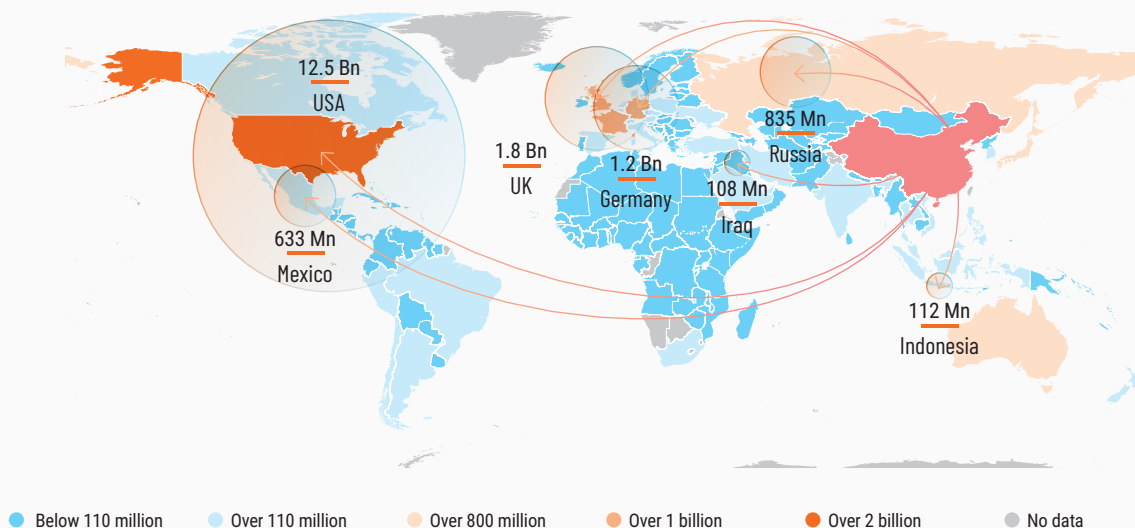 12.5 Bn
USA
1.8 Bn
UK
1.2 Bn
Germany
835 Mn
Russia
108 Mn
Iraq
633 Mn
Mexico
112 Mn
Indonesia
Below 110 million
Over 110 million
Over 800 million
Over 1 billion
Over 2 billion
No data